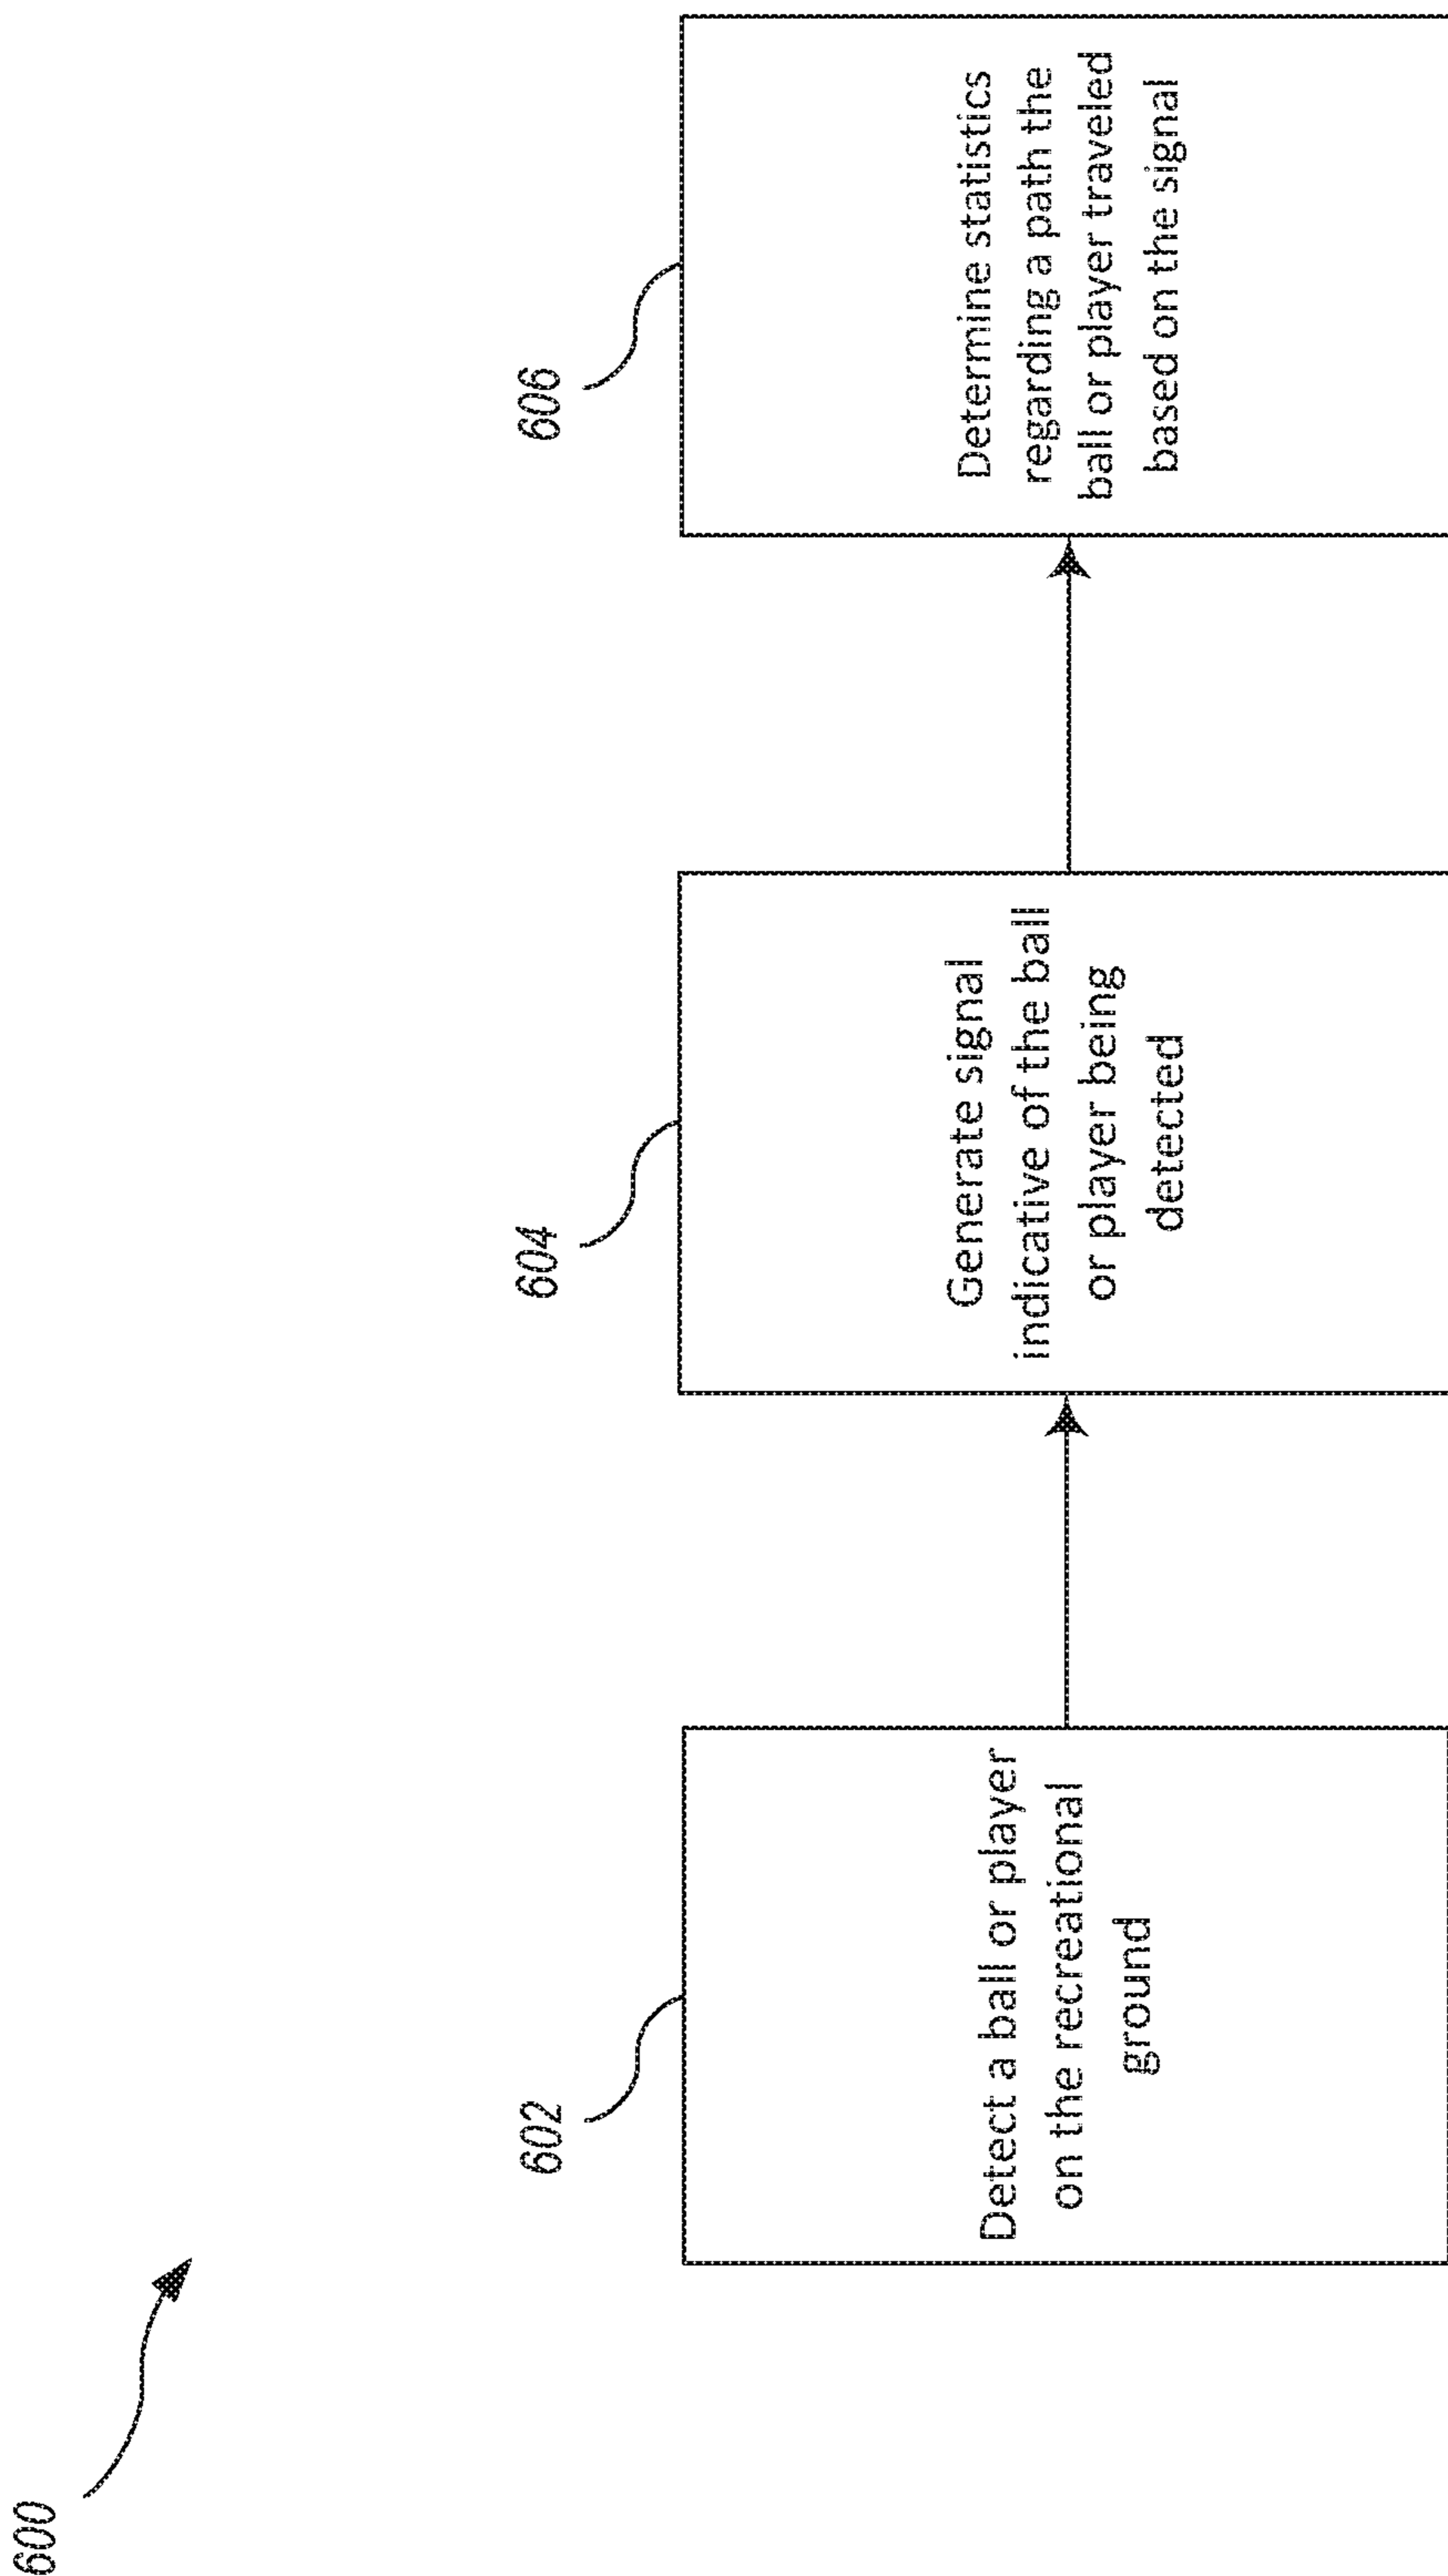 600
602
Detect a ball or player
on the recreational
ground
604
Generate signal
indicative of the ball
or player being
detected
606
Determine statistics
regarding a path the
ball or player traveled
based on the signal